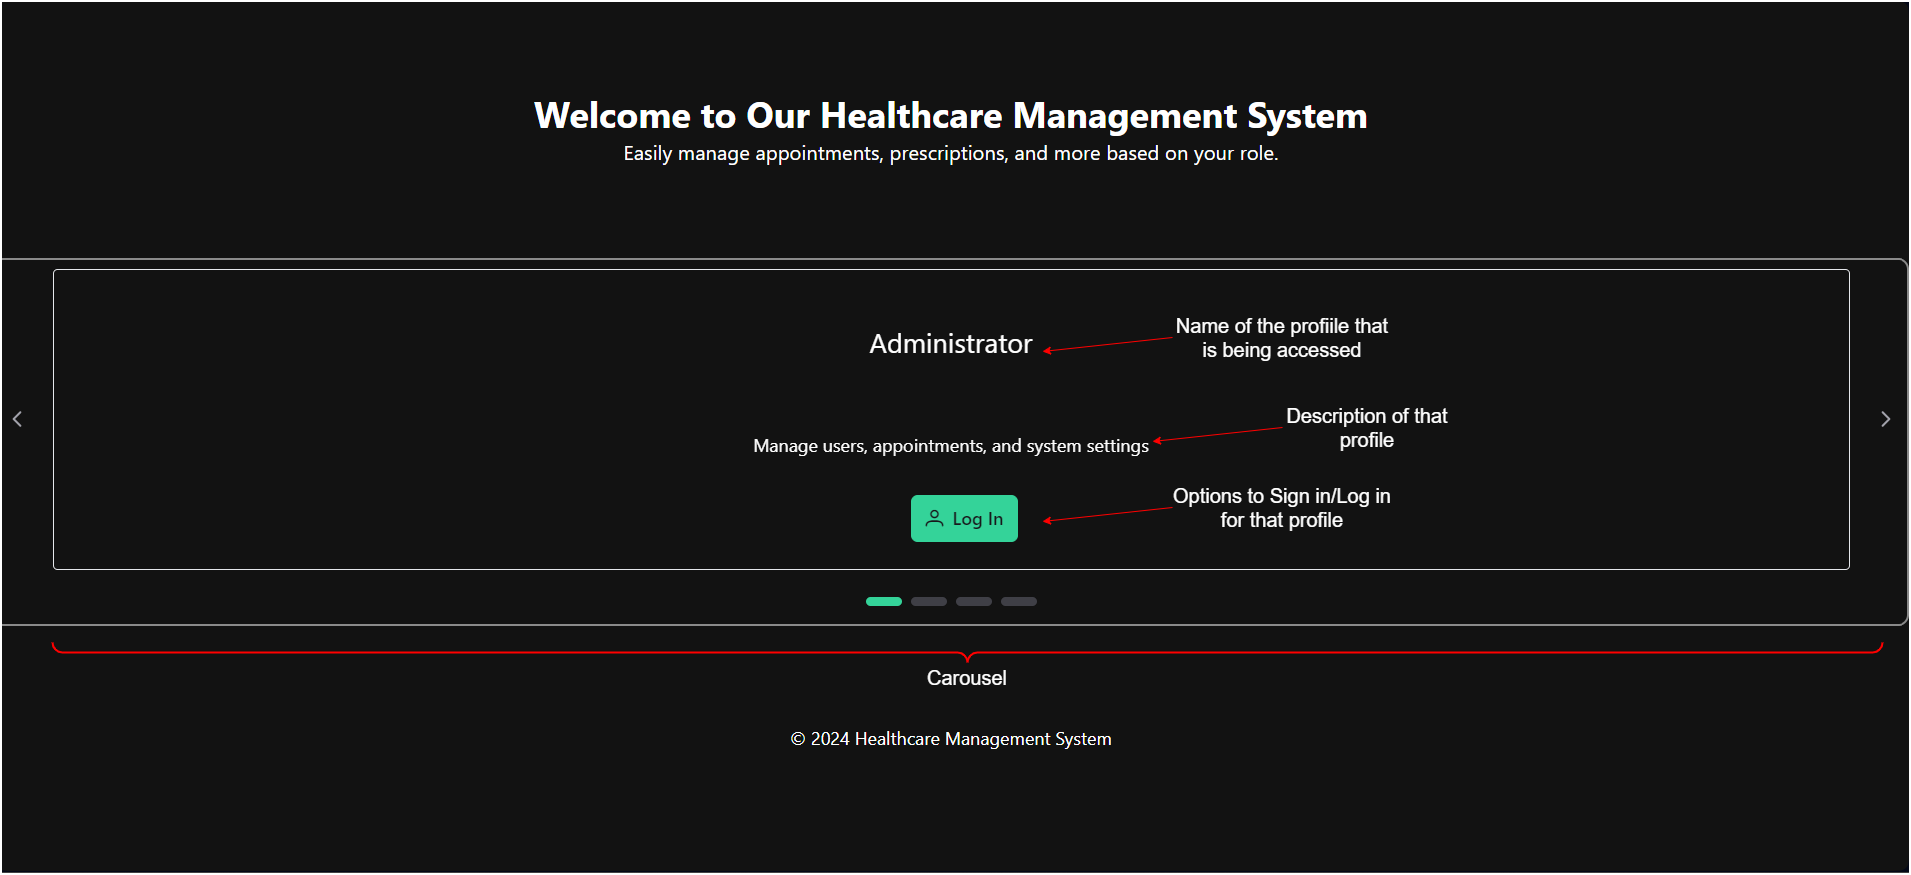 Welcome to Our Healthcare Management System
Easily manage appointments, prescriptions, and more based on your role.
Administrator
Name of the profiile that
is being accessed
Manage users, appointments, and system settings
Description of that
profile
Log In
Options to Sign in/Log in
for that profile
Carousel
© 2024 Healthcare Management System